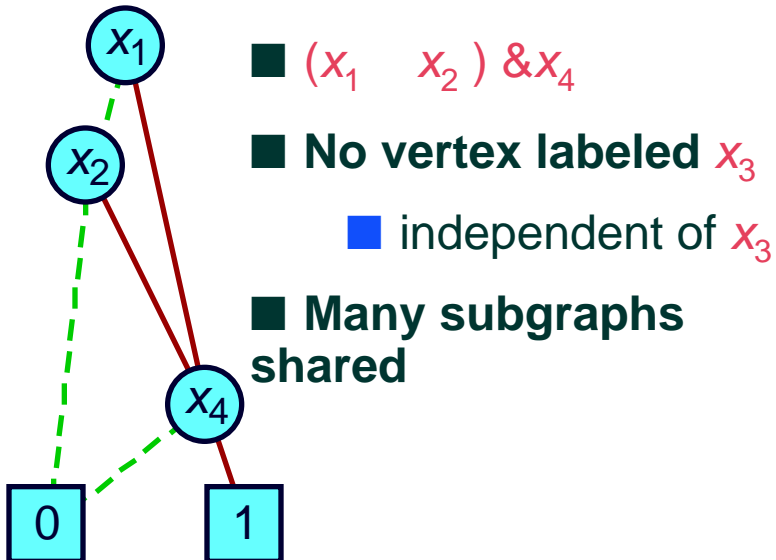 x1
(x1 x2) &x4
x2
No vertex labeled x3
independent of x3
Many subgraphs
shared
x4
0
1